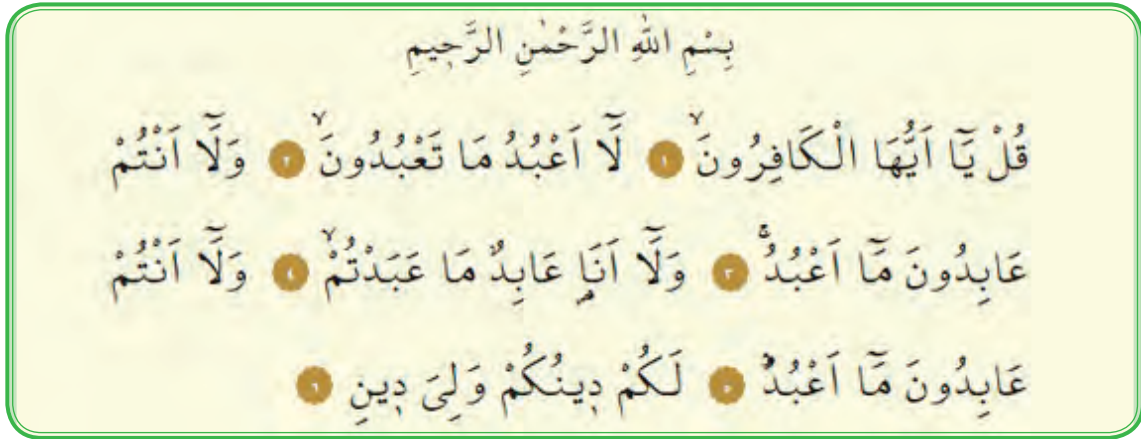 بِسْمِ اللّٰهِ الرَّحْمٰنِ الرَّح۪يمِ
قُلْ يَٓا اَيُّهَا الْكَافِرُونَۙ ﴿١﴾ لَٓا اَعْبُدُ مَا تَعْبُدُونَۙ ﴿٢﴾ وَلَٓا اَنْتُمْ
عَابِدُونَ مَٓا اَعْبُدُۚ ﴿٣﴾ وَلَٓا اَنَا۬ عَابِدٌ مَا عَبَدْتُمْۙ ﴿٤﴾ وَلَٓا اَنْتُمْ
عَابِدُونَ مَٓا اَعْبُدُۜ ﴿٥﴾ لَكُمْ د۪ينُكُمْ وَلِيَ د۪ينِ ﴿٦﴾